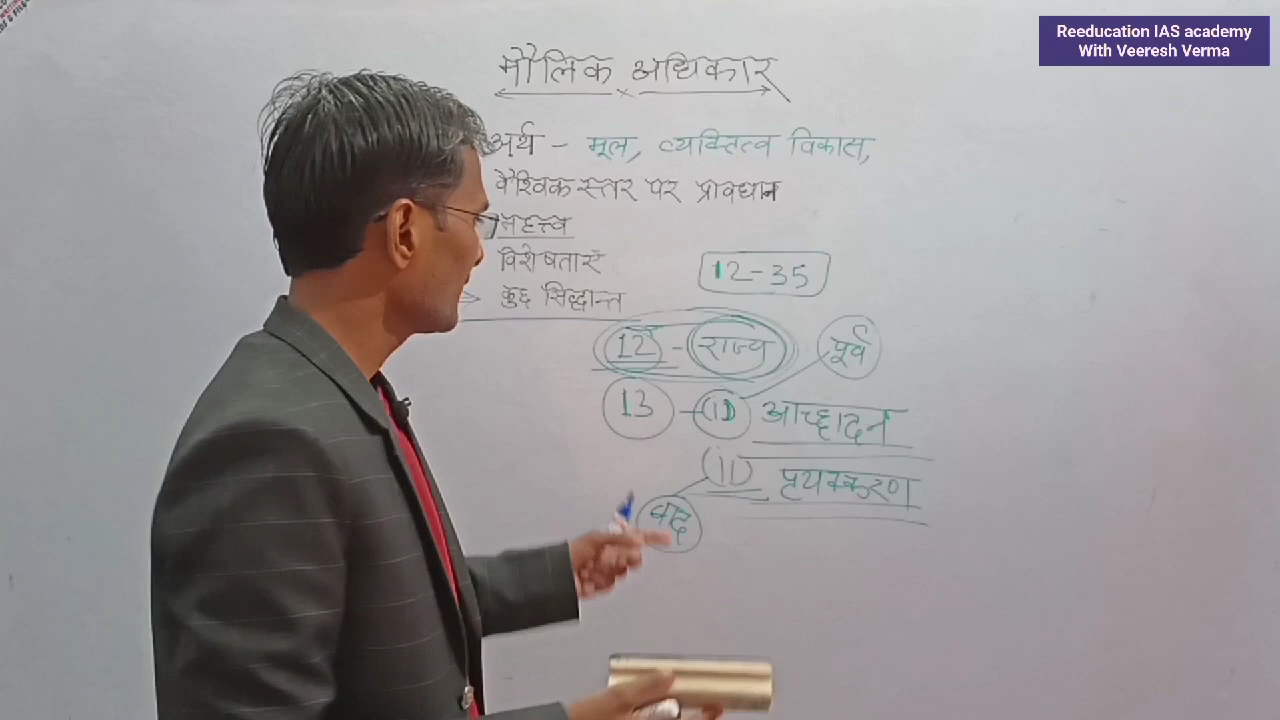 Reeducation IAS academy
With Veeresh Verma
मौलिक अधिकार
अर्थ - मूल, व्यक्तित्व विकास,
वैश्विक स्तर पर प्रावधान
महत्त्व
विशेषताएँ
12-35
कुछ सिद्धान्त
12 - राज्य
पूर्व
13 - (i) आच्छादन
(ii) पृथक्करण
बाद